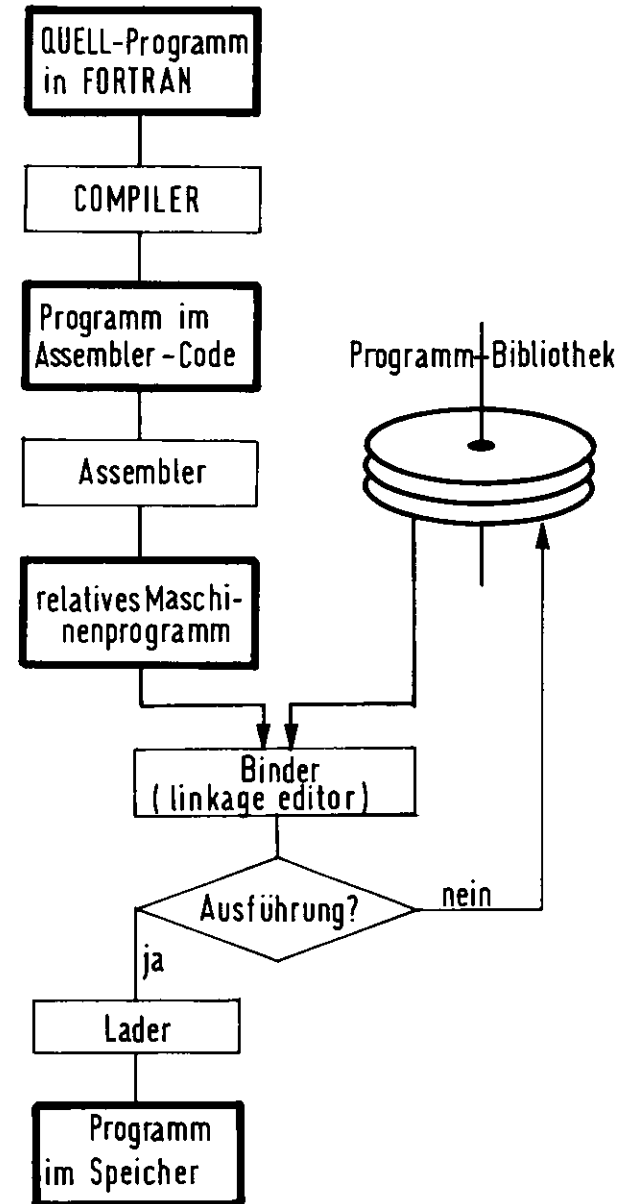 QUELL-Programm
in FORTRAN
COMPILER
Programm im
Assembler-Code
Programm-Bibliothek
Assembler
relatives Maschi-
nenprogramm
Binder
(linkage editor)
Ausführung?
nein
ja
Lader
Programm
im Speicher